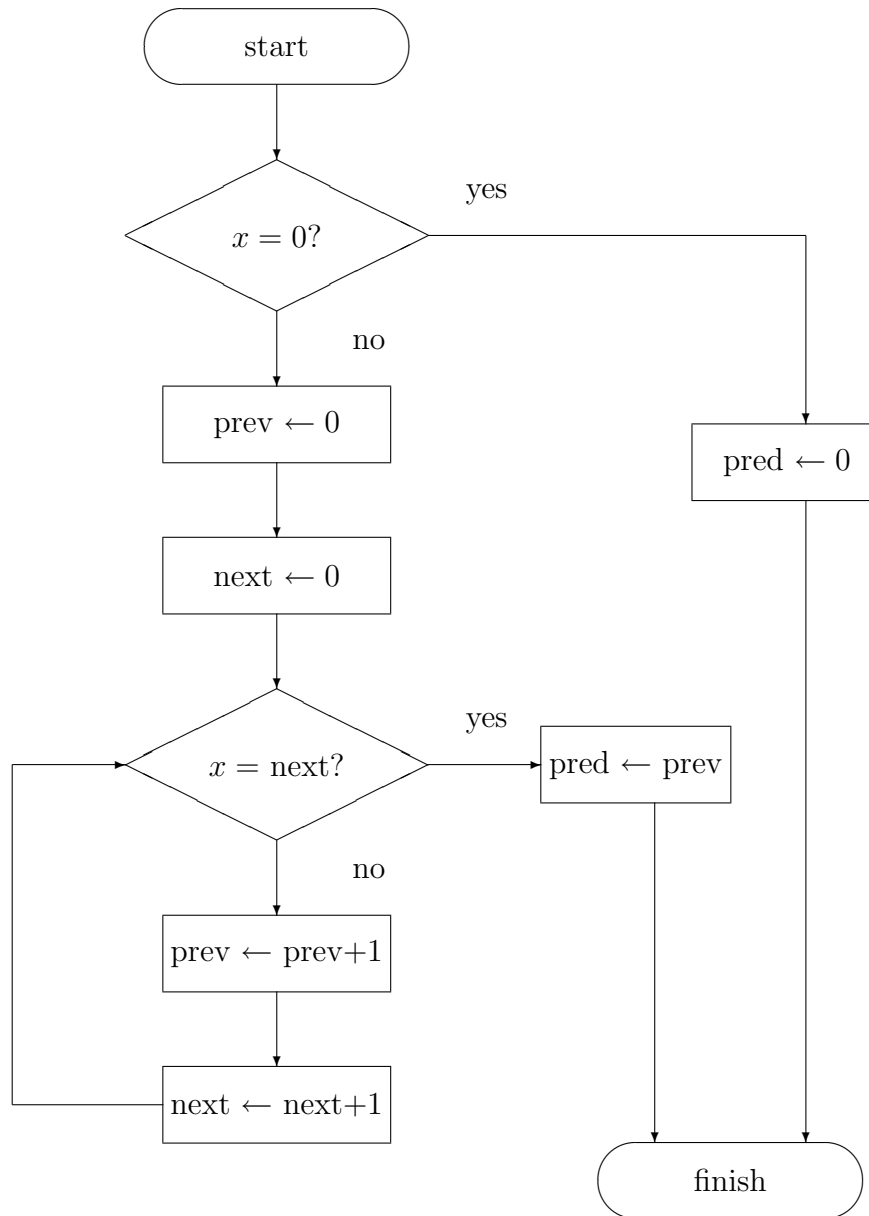 start
yes
x = 0?
no
prev ← 0
pred ← 0
next ← 0
yes
x = next?
pred ← prev
no
prev ← prev+1
next ← next+1
finish